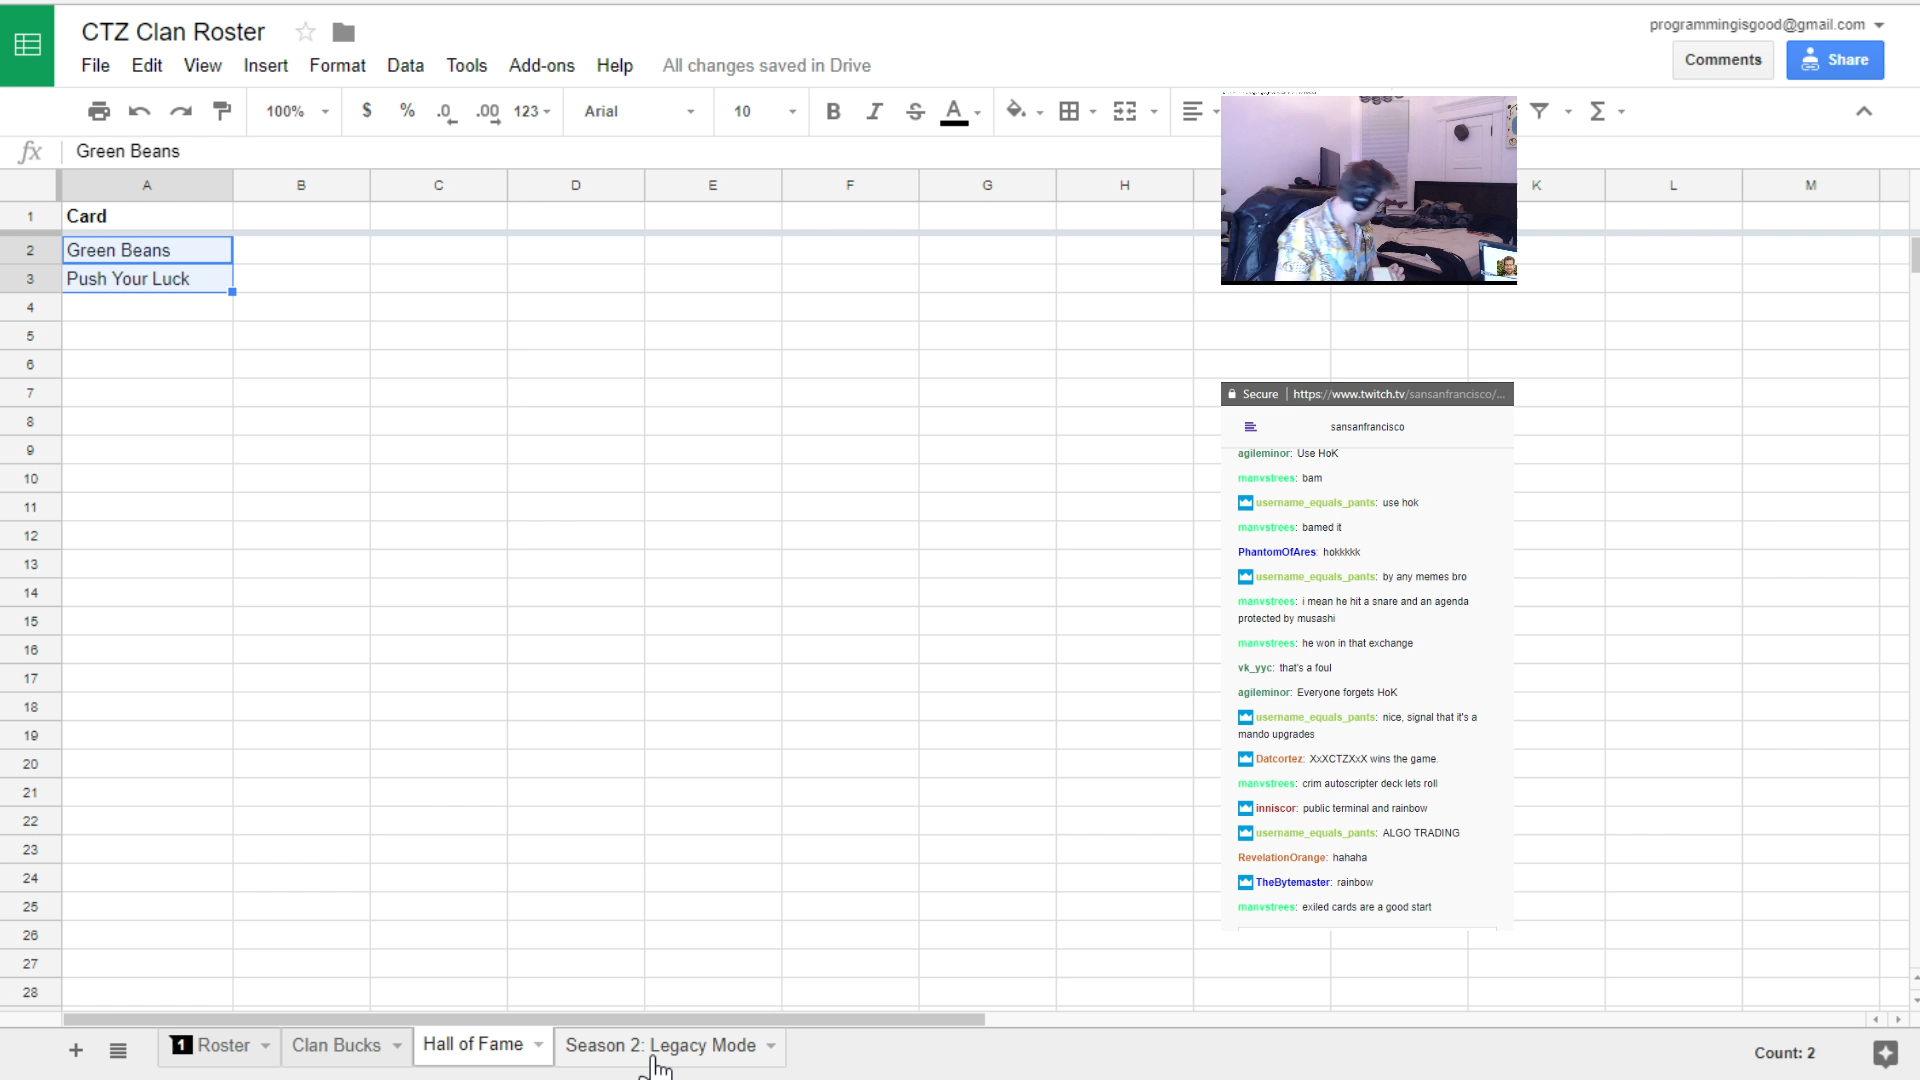 CTZ Clan Roster
programmingisgood@gmail.com
File Edit View Insert Format Data Tools Add-ons Help All changes saved in Drive
Comments
Share
100% $ % .0 .00 123 Arial 10 B I S A Σ
fx Green Beans
A B C D E F G H K L M
1 Card
2 Green Beans
3 Push Your Luck
4
5
6
7
8
9
10
11
12
13
14
15
16
17
18
19
20
21
22
23
24
25
26
27
28
Secure https://www.twitch.tv/sansanfrancisco/...
sansanfrancisco
agileminor: Use HoK
manvstrees: bam
username_equals_pants: use hok
manvstrees: bamed it
PhantomOfAres: hokkkkk
username_equals_pants: by any memes bro
manvstrees: i mean he hit a snare and an agenda
protected by musashi
manvstrees: he won in that exchange
vk_yyc: that's a foul
agileminor: Everyone forgets HoK
username_equals_pants: nice, signal that it's a
mando upgrades
Datcortez: XxXCTZXxX wins the game.
manvstrees: crim autoscripter deck lets roll
inniscor: public terminal and rainbow
username_equals_pants: ALGO TRADING
RevelationOrange: hahaha
TheBytemaster: rainbow
manvstrees: exiled cards are a good start
+ 1 Roster Clan Bucks Hall of Fame Season 2: Legacy Mode Count: 2